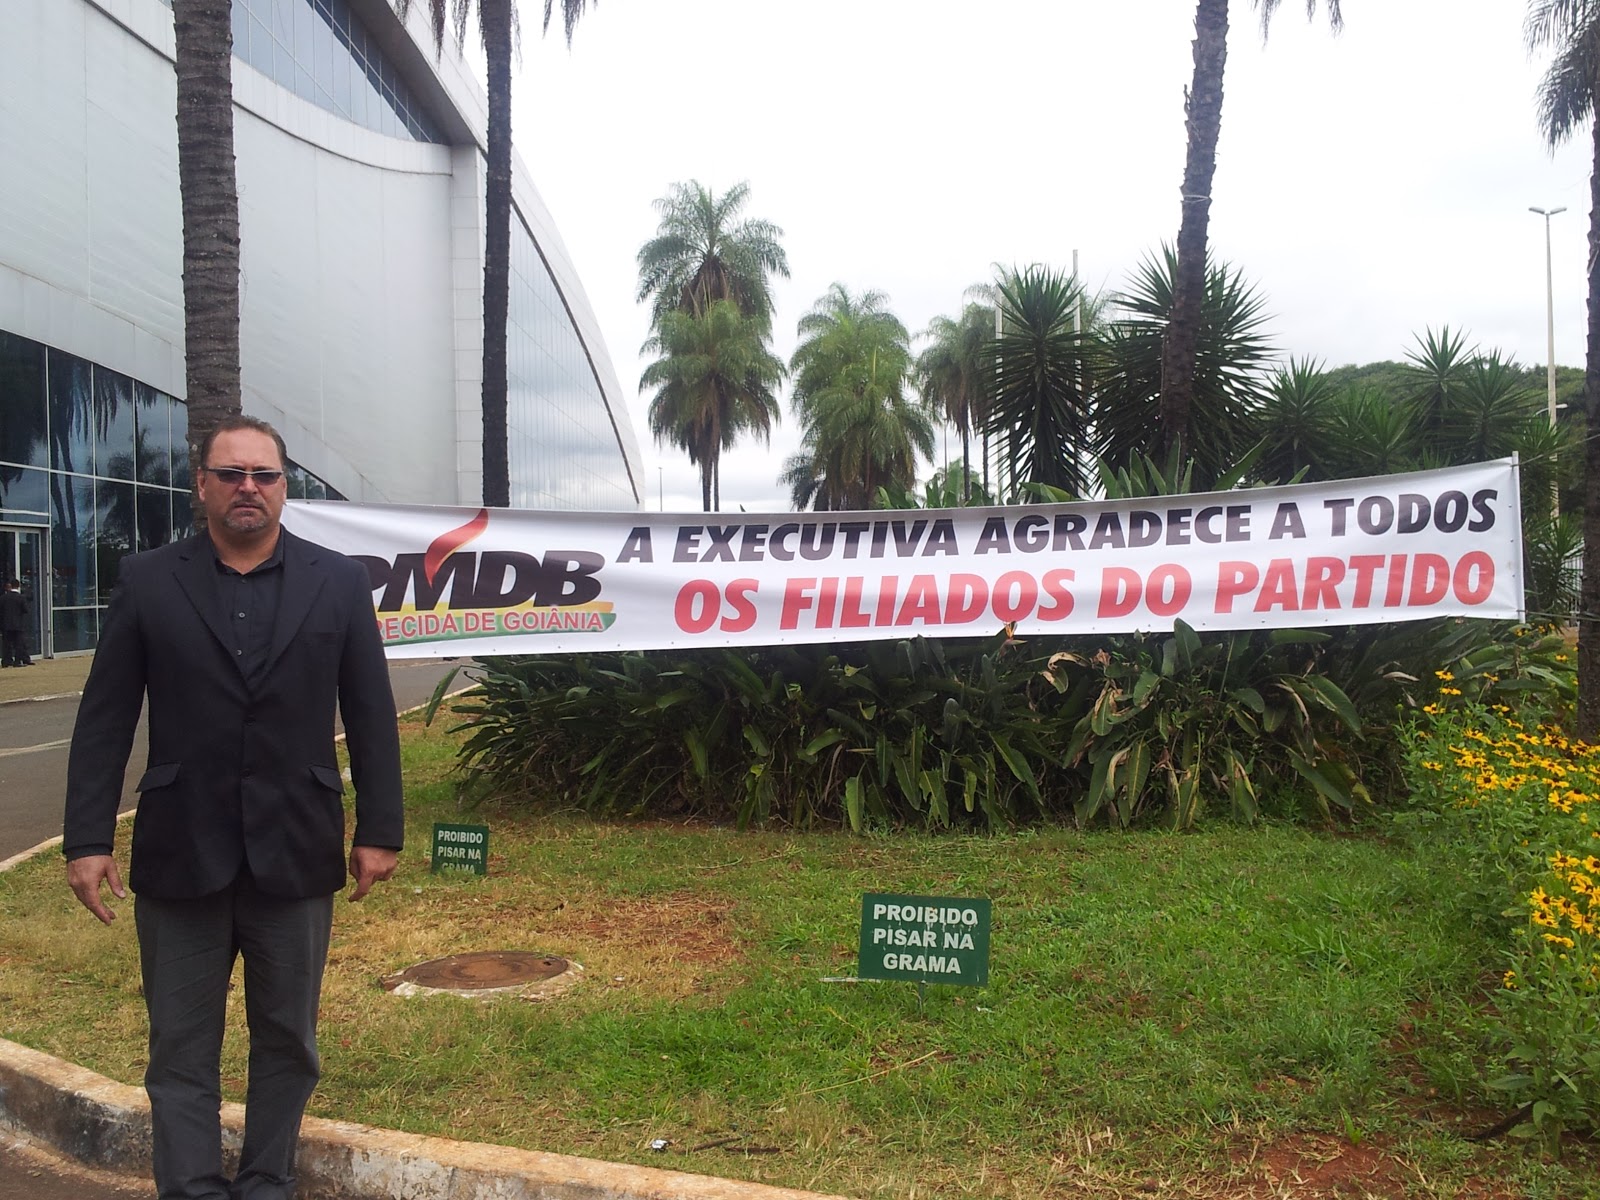 PMDB
RECIDA DE GOIÂNIA
A EXECUTIVA AGRADECE A TODOS
OS FILIADOS DO PARTIDO
PROIBIDO
PISAR NA
GRAMA
PROIBIDO
PISAR NA
GRAMA